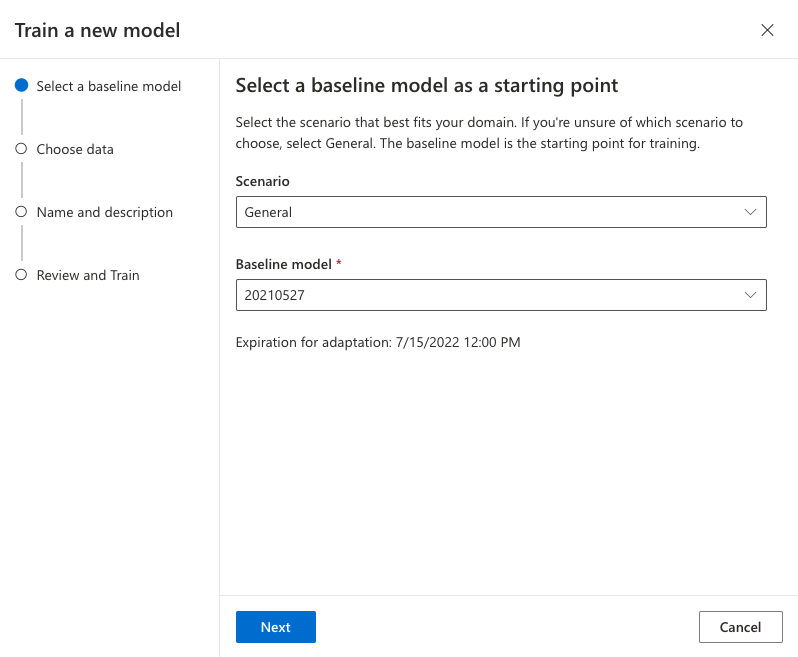 Train a new model
Select a baseline model
Choose data
Name and description
Review and Train
Select a baseline model as a starting point
Select the scenario that best fits your domain. If you're unsure of which scenario to
choose, select General. The baseline model is the starting point for training.
Scenario
General
Baseline model *
20210527
Expiration for adaptation: 7/15/2022 12:00 PM
Next
Cancel